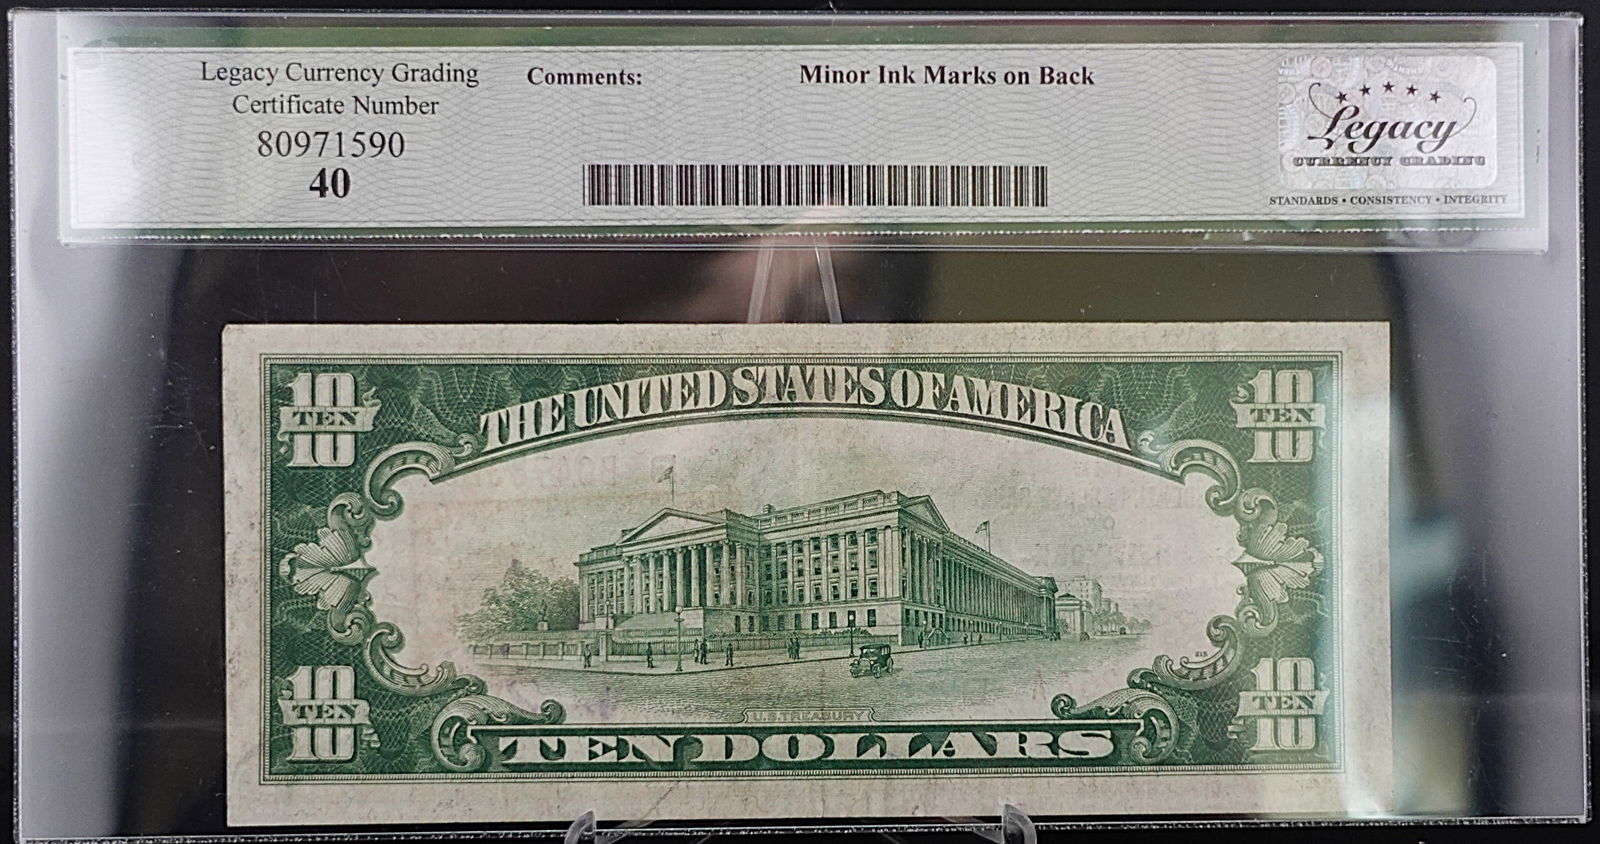 Legacy Currency Grading
Certificate Number
80971590
40
Comments:
Minor Ink Marks on Back
Legacy
CURRENCY GRADING
STANDARDS • CONSISTENCY • INTEGRITY
THE UNITED STATES OF AMERICA
10
TEN
10
10
TEN
10
215
10
TEN
10
10
TEN
10
U.S. TREASURY
TEN DOLLARS